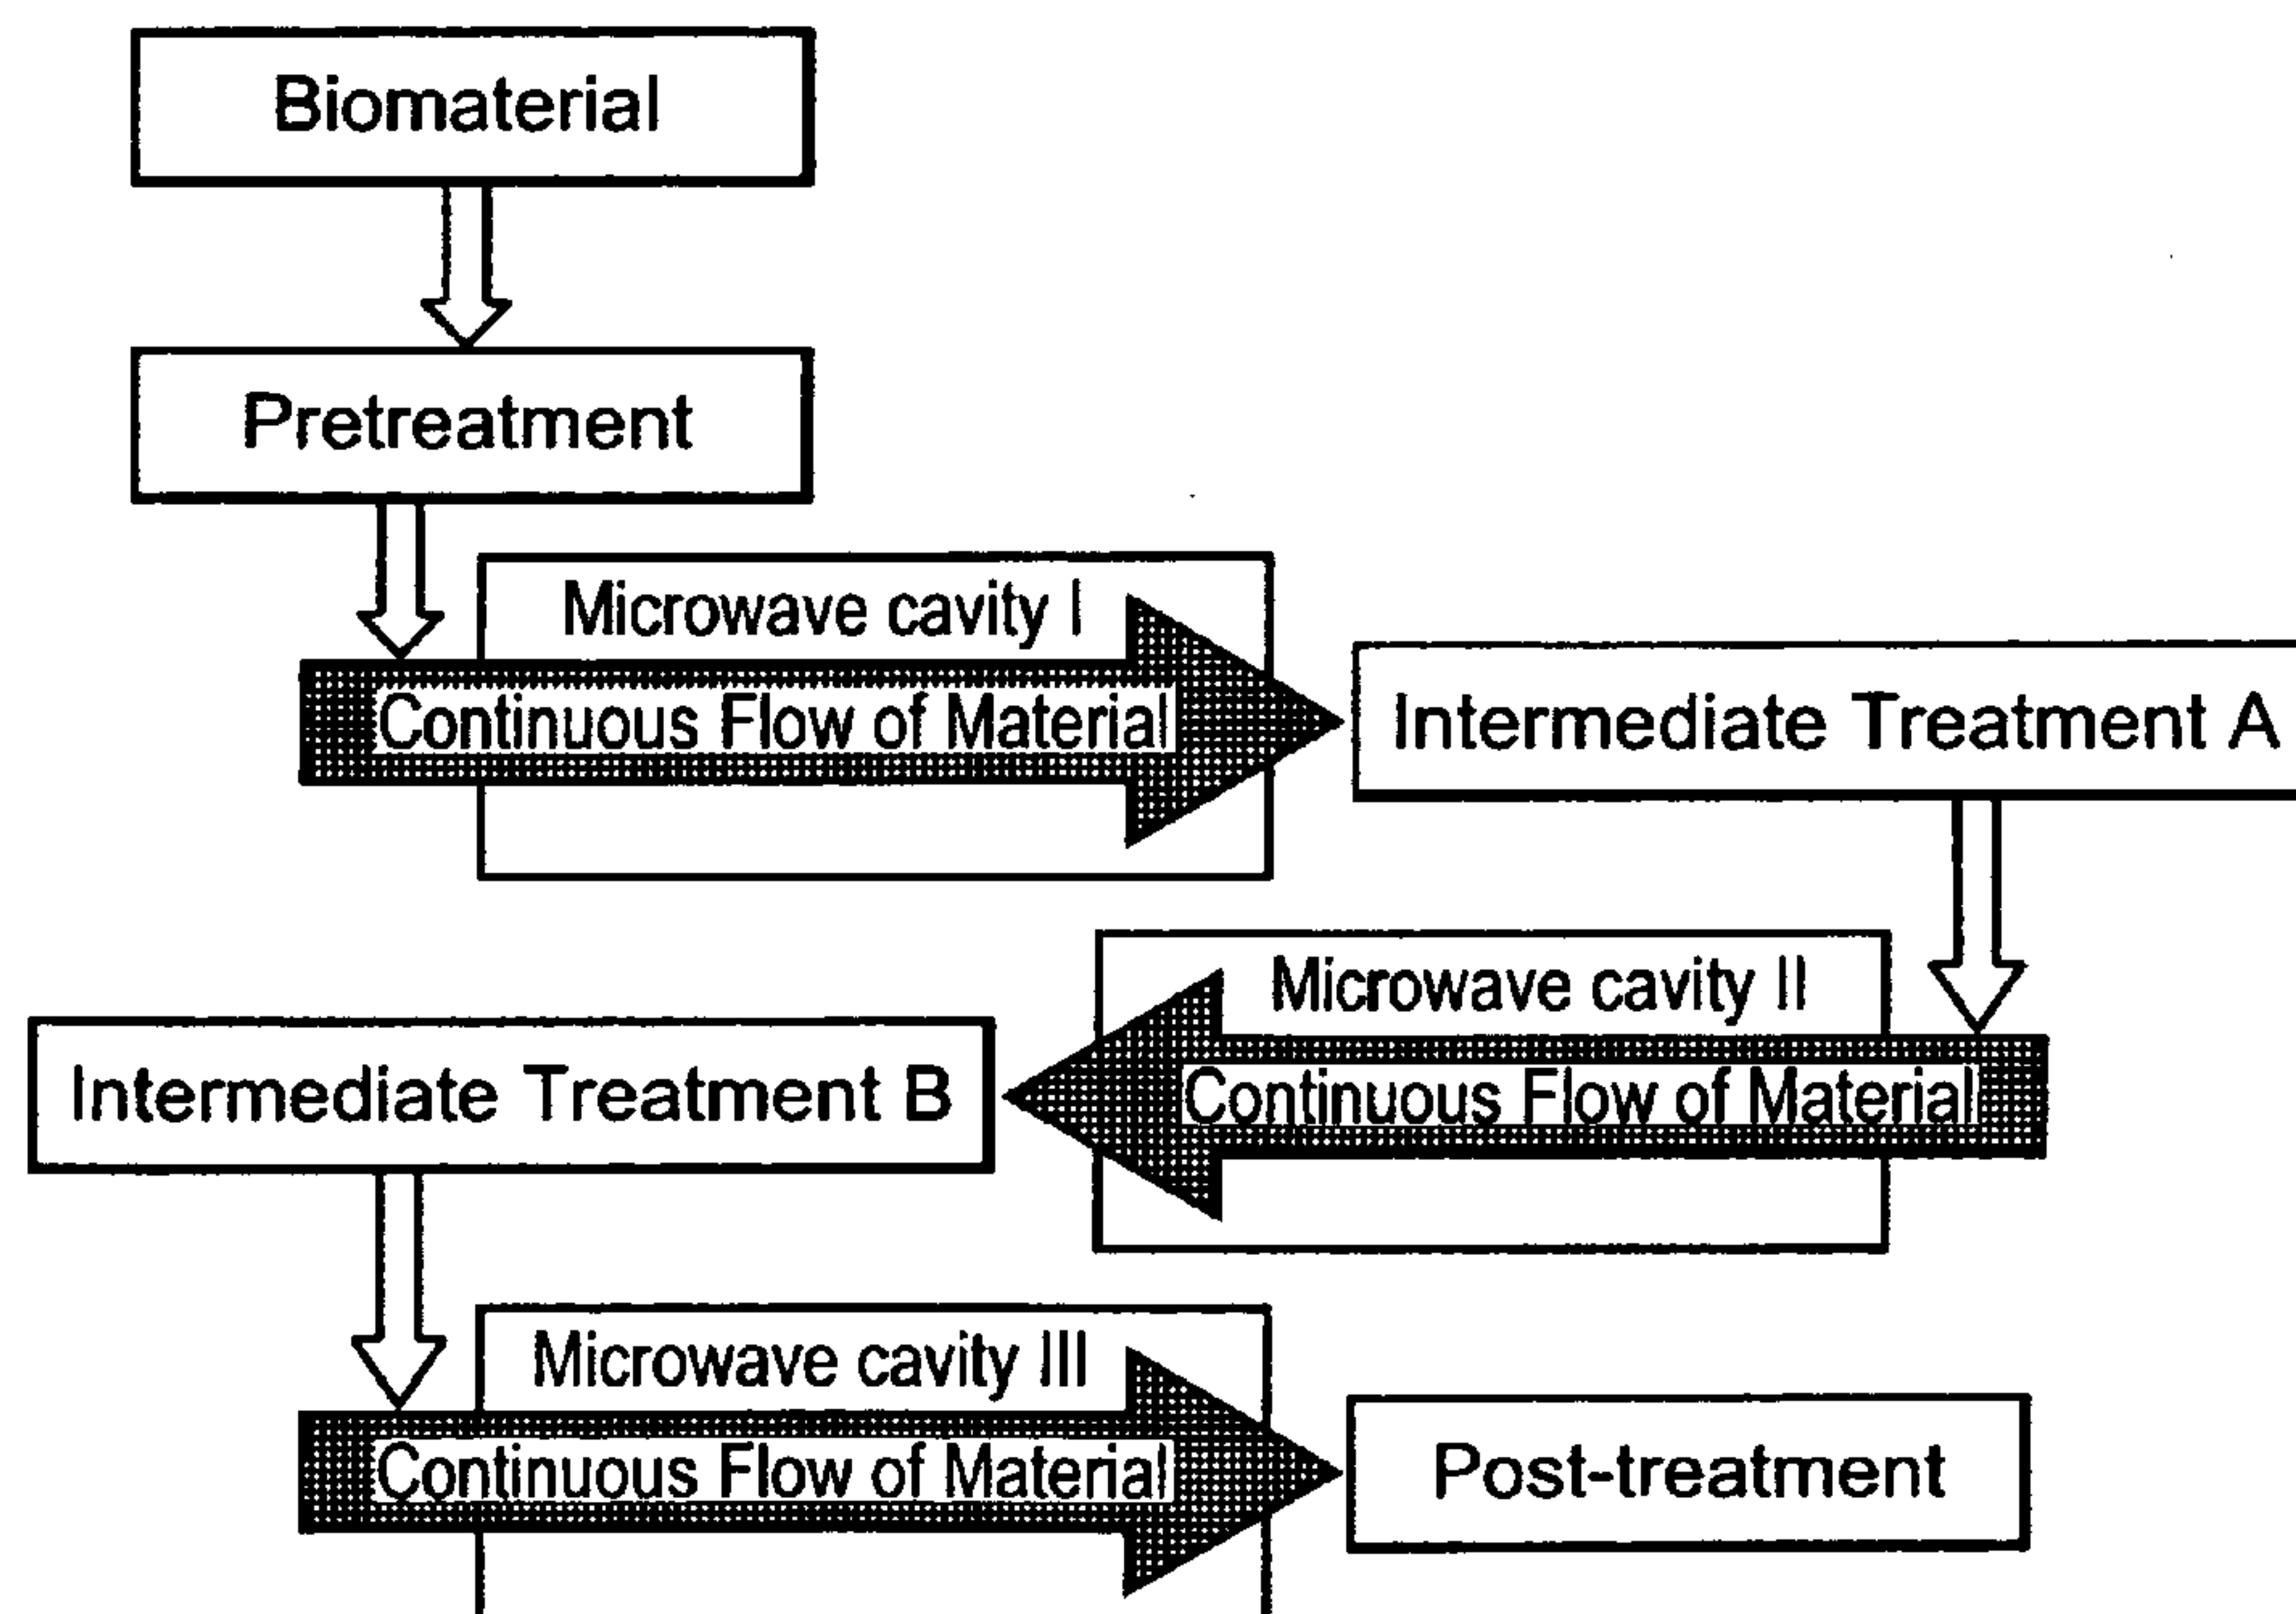 Biomaterial
Pretreatment
Microwave cavity I
Continuous Flow of Material
Intermediate Treatment A
Microwave cavity II
Continuous Flow of Material
Intermediate Treatment B
Microwave cavity III
Continuous Flow of Material
Post-treatment